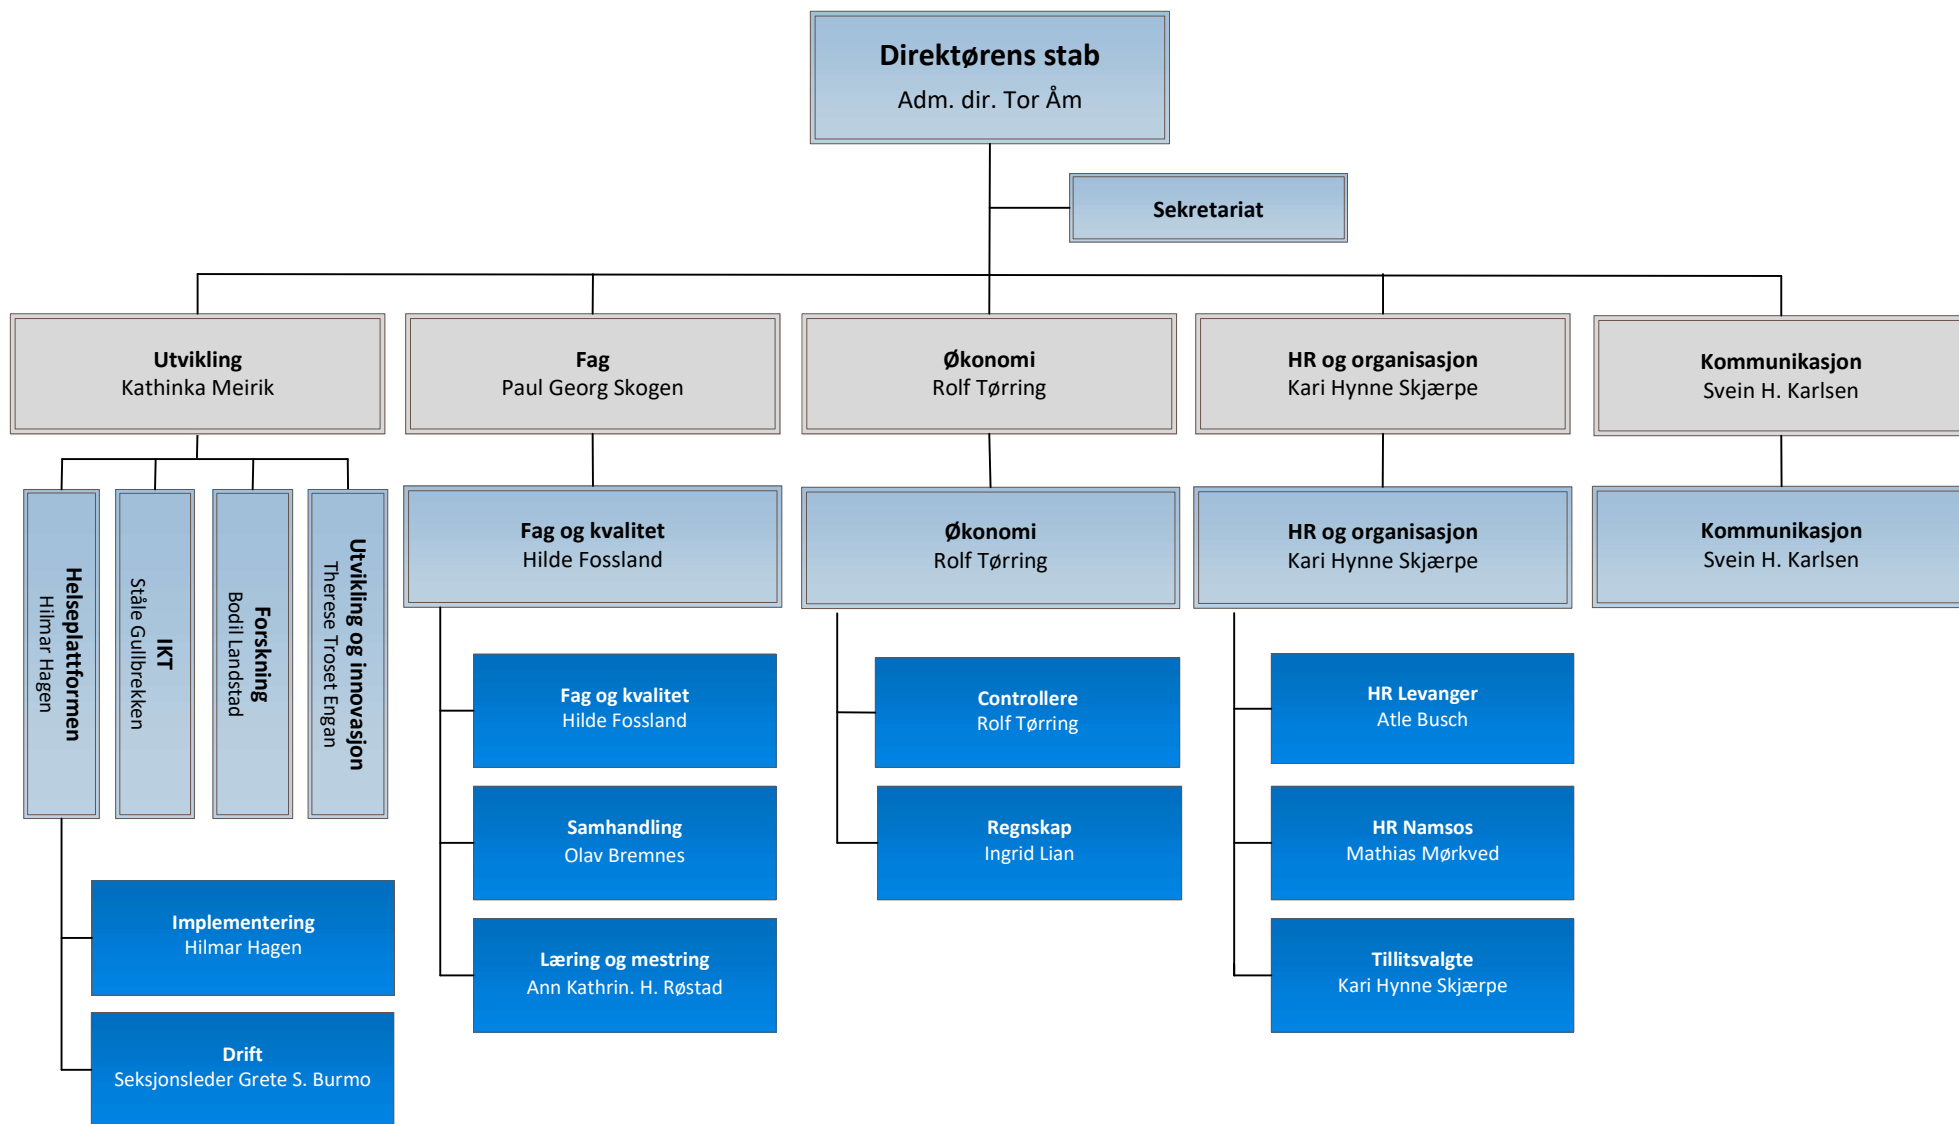 Direktørens stab
Adm. dir. Tor Åm
Sekretariat
Utvikling
Kathinka Meirik
Fag
Paul Georg Skogen
Økonomi
Rolf Tørring
HR og organisasjon
Kari Hynne Skjærpe
Kommunikasjon
Svein H. Karlsen
Helseplattformen
Hilmar Hagen
IKT
Ståle Gullbrekken
Forskning
Bodil Landstad
Utvikling og innovasjon
Therese Troset Engan
Fag og kvalitet
Hilde Fossland
Økonomi
Rolf Tørring
HR og organisasjon
Kari Hynne Skjærpe
Kommunikasjon
Svein H. Karlsen
Implementering
Hilmar Hagen
Drift
Seksjonsleder Grete S. Burmo
Fag og kvalitet
Hilde Fossland
Samhandling
Olav Bremnes
Læring og mestring
Ann Kathrin. H. Røstad
Controllere
Rolf Tørring
Regnskap
Ingrid Lian
HR Levanger
Atle Busch
HR Namsos
Mathias Mørkved
Tillitsvalgte
Kari Hynne Skjærpe